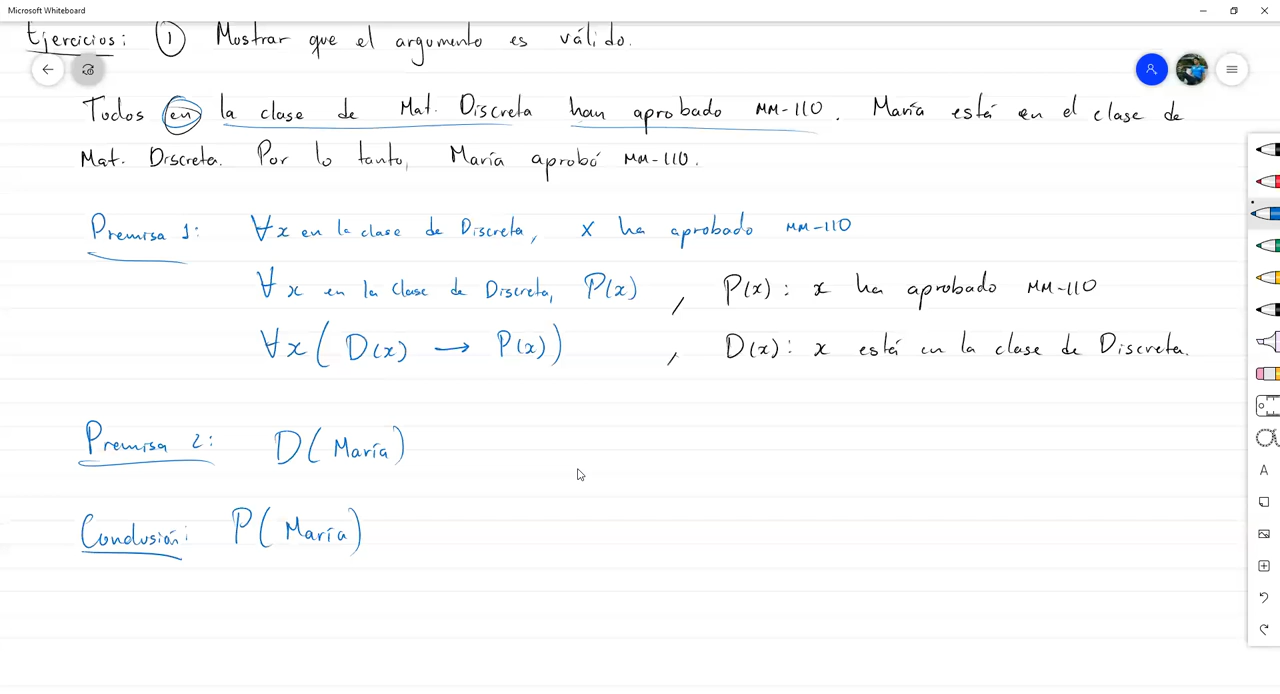 Microsoft Whiteboard
Ejercicios: ① Mostrar que el argumento es válido.
Todos en la clase de Mat. Discreta han aprobado MM-110. María está en el clase de
Mat. Discreta. Por lo tanto, María aprobó MM-110.
Premisa 1: ∀x en la clase de Discreta, x ha aprobado MM-110
∀x en la clase de Discreta, P(x) , P(x): x ha aprobado MM-110
∀x(D(x) → P(x)) , D(x): x está en la clase de Discreta.
Premisa 2: D(María)
Conclusión: P(María)